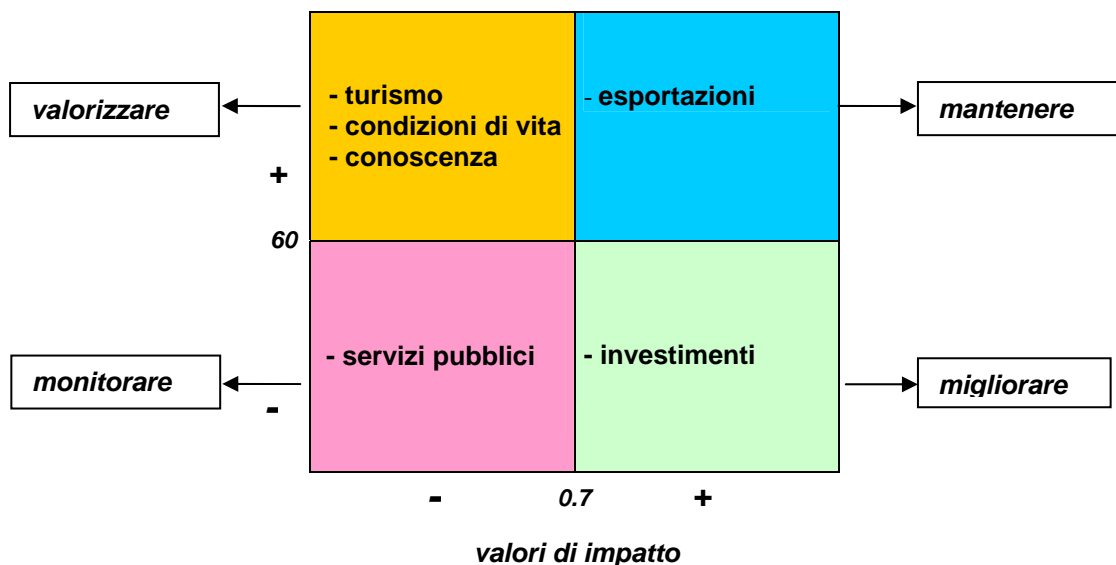 valorizzare
- turismo
- condizioni di vita
- conoscenza
- esportazioni
mantenere
+
60
monitorare
- servizi pubblici
- investimenti
migliorare
-
- 0.7 +
valori di impatto